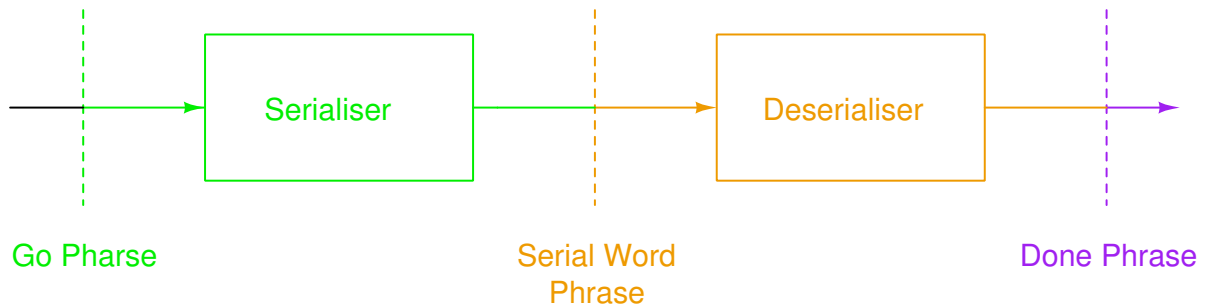 Serialiser
Deserialiser
Go Pharse
Serial Word
Phrase
Done Phrase